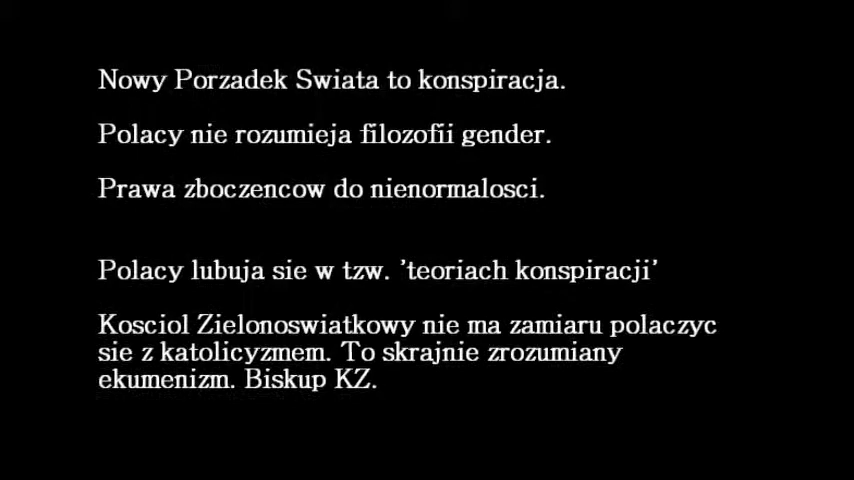 Nowy Porzadek Swiata to konspiracja.
Polacy nie rozumieja filozofii gender.
Prawa zboczencow do nienormalosci.
Polacy lubuja sie w tzw. 'teoriach konspiracji'
Kosciol Zielonoswiatkowy nie ma zamiaru polaczyc
sie z katolicyzmem. To skrajnie zrozumiany
ekumenizm. Biskup KZ.